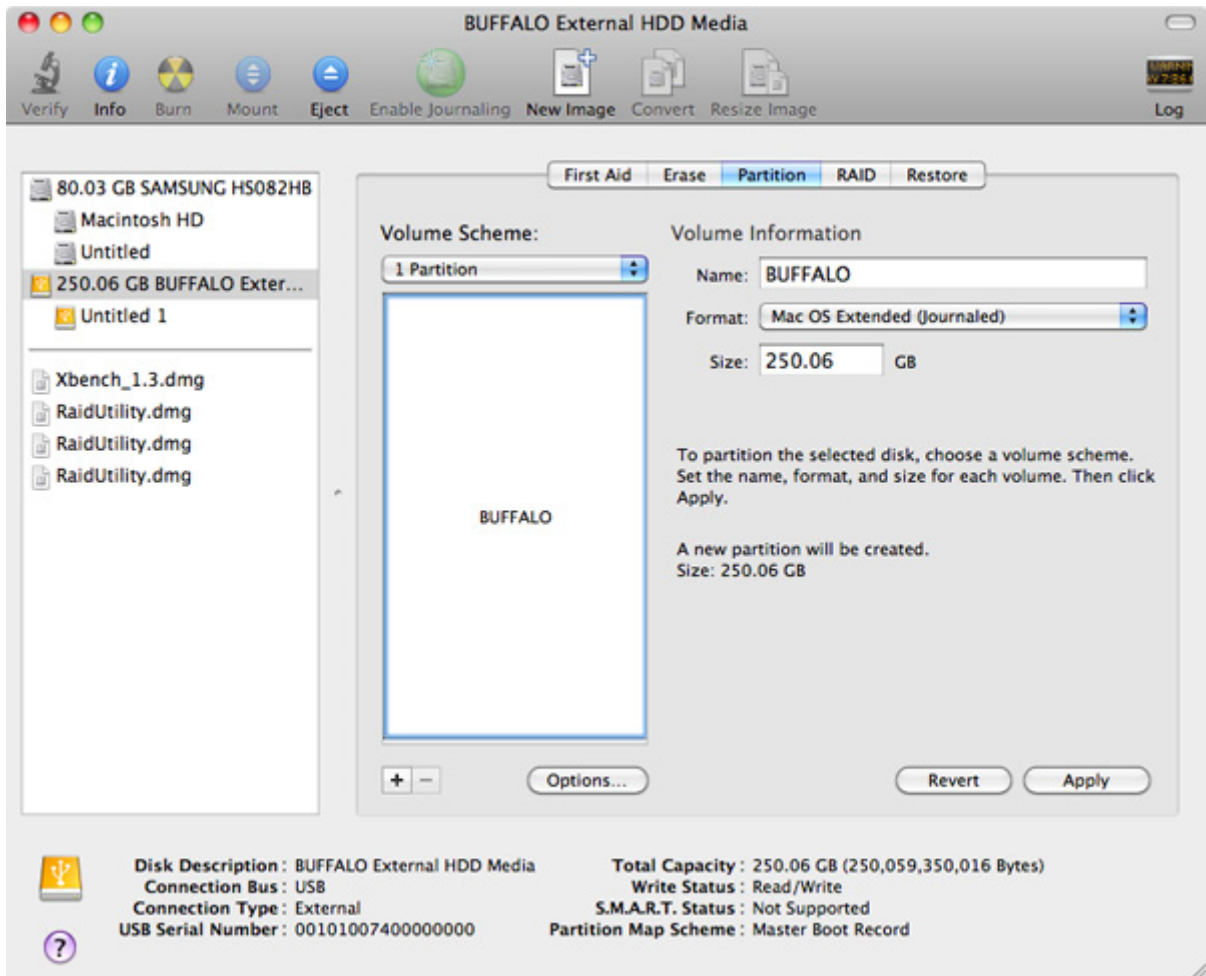 BUFFALO External HDD Media
Verify Info Burn Mount Eject Enable Journaling New Image Convert Resize Image Log
80.03 GB SAMSUNG HS082HB
Macintosh HD
Untitled
250.06 GB BUFFALO Exter...
Untitled 1
Xbench_1.3.dmg
RaidUtility.dmg
RaidUtility.dmg
RaidUtility.dmg
First Aid Erase Partition RAID Restore
Volume Scheme:
1 Partition
BUFFALO
+ −
Options...
Volume Information
Name: BUFFALO
Format: Mac OS Extended (Journaled)
Size: 250.06 GB
To partition the selected disk, choose a volume scheme.
Set the name, format, and size for each volume. Then click
Apply.
A new partition will be created.
Size: 250.06 GB
Revert Apply
Disk Description : BUFFALO External HDD Media
Connection Bus : USB
Connection Type : External
USB Serial Number : 00101007400000000
Total Capacity : 250.06 GB (250,059,350,016 Bytes)
Write Status : Read/Write
S.M.A.R.T. Status : Not Supported
Partition Map Scheme : Master Boot Record
?